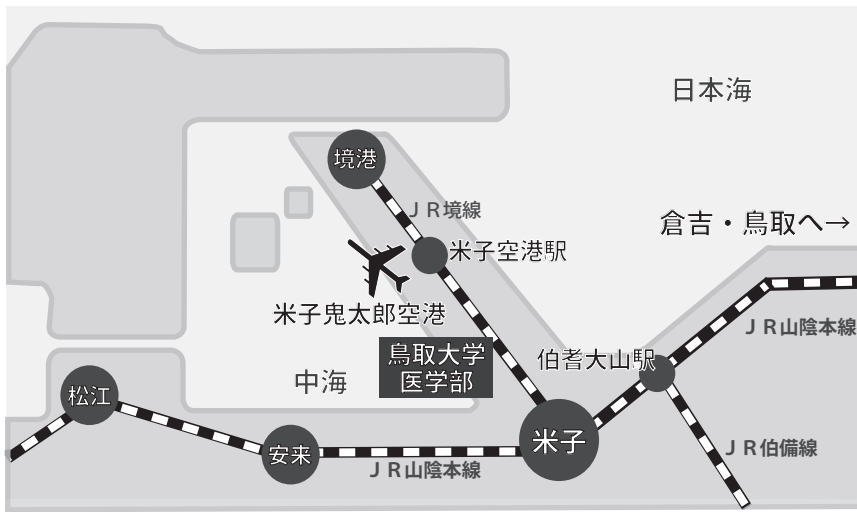 日本海
境港
ＪＲ境線
倉吉・鳥取へ→
米子空港駅
米子鬼太郎空港
ＪＲ山陰本線
鳥取大学
医学部
伯耆大山駅
中海
松江
米子
安来
ＪＲ伯備線
ＪＲ山陰本線